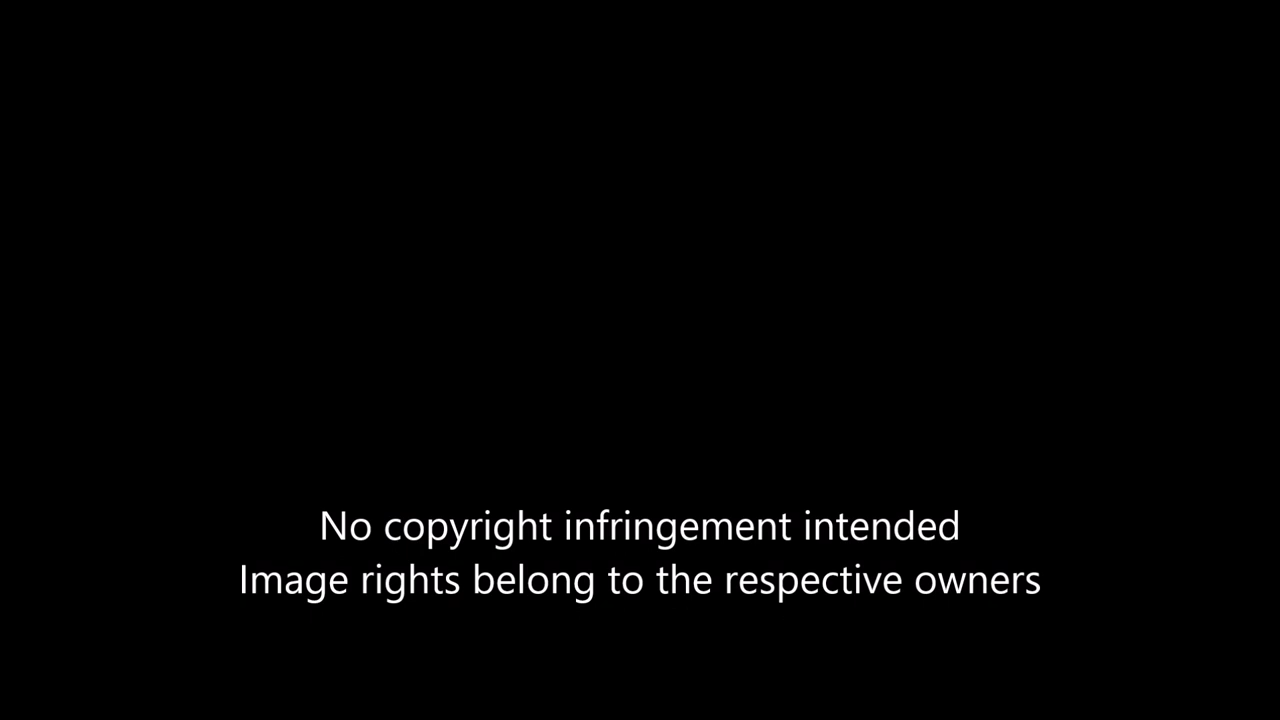 No copyright infringement intended
Image rights belong to the respective owners